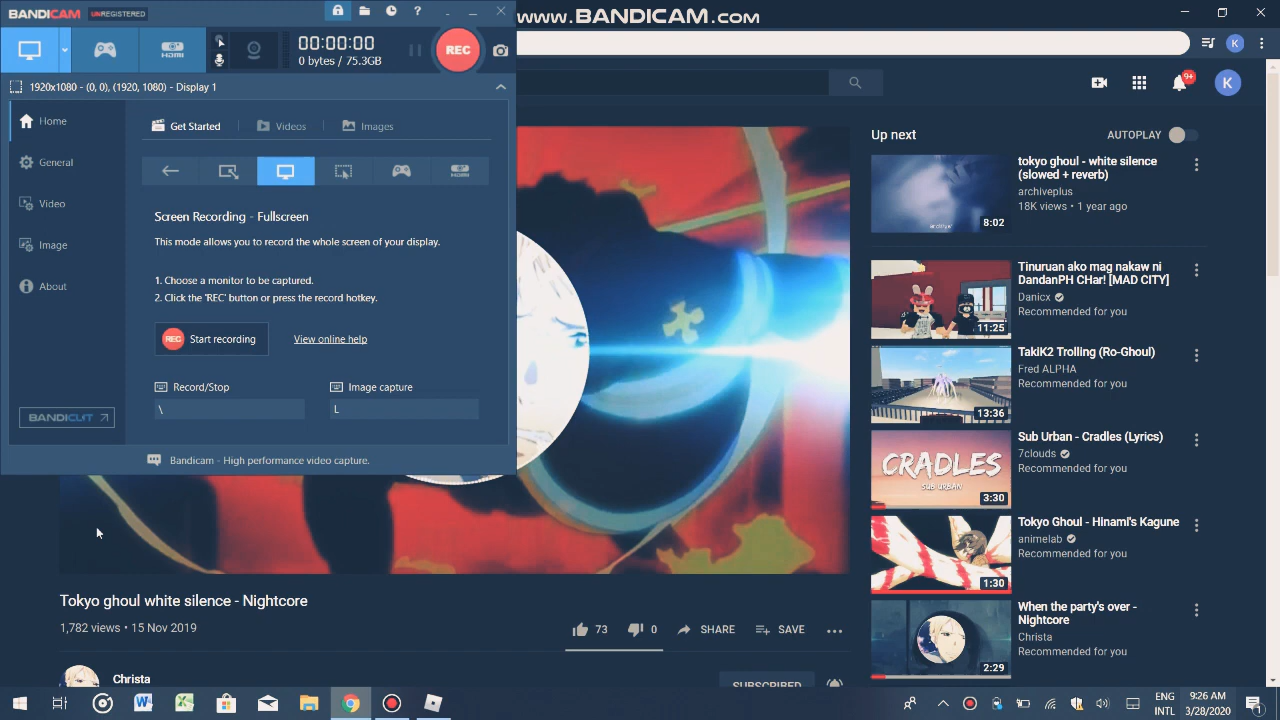 BANDICAM UNREGISTERED
www.BANDICAM.com
00:00:00
0 bytes / 75.3GB
REC
HDMI
1920x1080 - (0, 0), (1920, 1080) - Display 1
Home
General
Video
Image
About
BANDICUT
Get Started
Videos
Images
HDMI
Screen Recording - Fullscreen
This mode allows you to record the whole screen of your display.
1. Choose a monitor to be captured.
2. Click the 'REC' button or press the record hotkey.
REC Start recording
View online help
Record/Stop
Image capture
\
L
Bandicam - High performance video capture.
K
9+
K
Tokyo ghoul white silence - Nightcore
1,782 views • 15 Nov 2019
73
0
SHARE
SAVE
Christa
SUBSCRIBED
Up next
AUTOPLAY
8:02
tokyo ghoul - white silence
(slowed + reverb)
archiveplus
18K views • 1 year ago
11:25
Tinuruan ako mag nakaw ni
DandanPH CHar! [MAD CITY]
Danicx
Recommended for you
13:36
TakiK2 Trolling (Ro-Ghoul)
Fred ALPHA
Recommended for you
CRADLES
SUB URBAN
3:30
Sub Urban - Cradles (Lyrics)
7clouds
Recommended for you
1:30
Tokyo Ghoul - Hinami's Kagune
animelab
Recommended for you
2:29
When the party's over -
Nightcore
Christa
Recommended for you
ENG
INTL
9:26 AM
3/28/2020